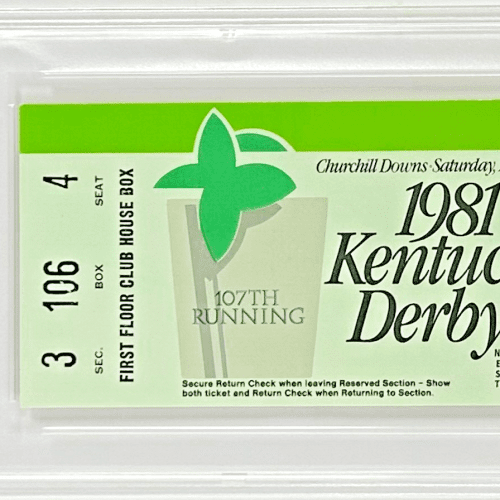 3 106 4
SEC. BOX SEAT
FIRST FLOOR CLUB HOUSE BOX
107TH
RUNNING
Churchill Downs·Saturday,
1981
Kentuc
Derby
N
E
S
T
Secure Return Check when leaving Reserved Section – Show
both ticket and Return Check when Returning to Section.